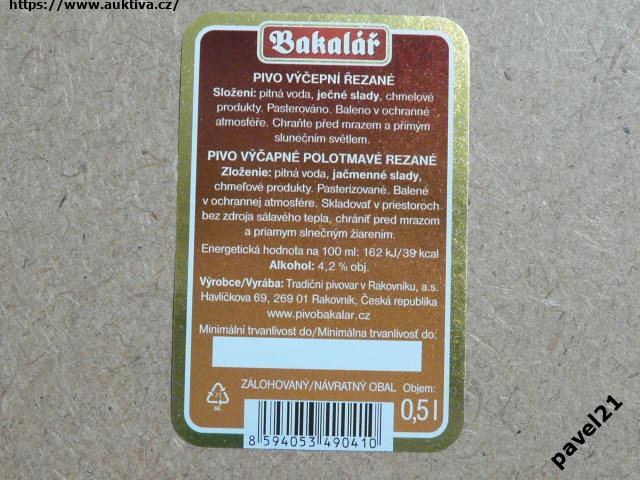 https://www.auktiva.cz/
Bakalář
PIVO VÝČEPNÍ ŘEZANÉ
Složení: pitná voda, ječné slady, chmelové
produkty. Pasterováno. Baleno v ochranné
atmosféře. Chraňte před mrazem a přímým
slunečním světlem.
PIVO VÝČAPNÉ POLOTMAVÉ REZANÉ
Zloženie: pitná voda, jačmenné slady,
chmeľové produkty. Pasterizované. Balené
v ochrannej atmosfére. Skladovať v priestoroch
bez zdroja sálavého tepla, chrániť pred mrazom
a priamym slnečným žiarením.
Energetická hodnota na 100 ml: 162 kJ/39 kcal
Alkohol: 4,2 % obj.
Výrobce/Vyrába: Tradiční pivovar v Rakovníku, a.s.
Havlíčkova 69, 269 01 Rakovník, Česká republika
www.pivobakalar.cz
Minimální trvanlivost do/Minimálna trvanlivosť do:
ZÁLOHOVANÝ/NÁVRATNÝ OBAL Objem:
71
GL
0,5 l
8 594053 490410
pavel21